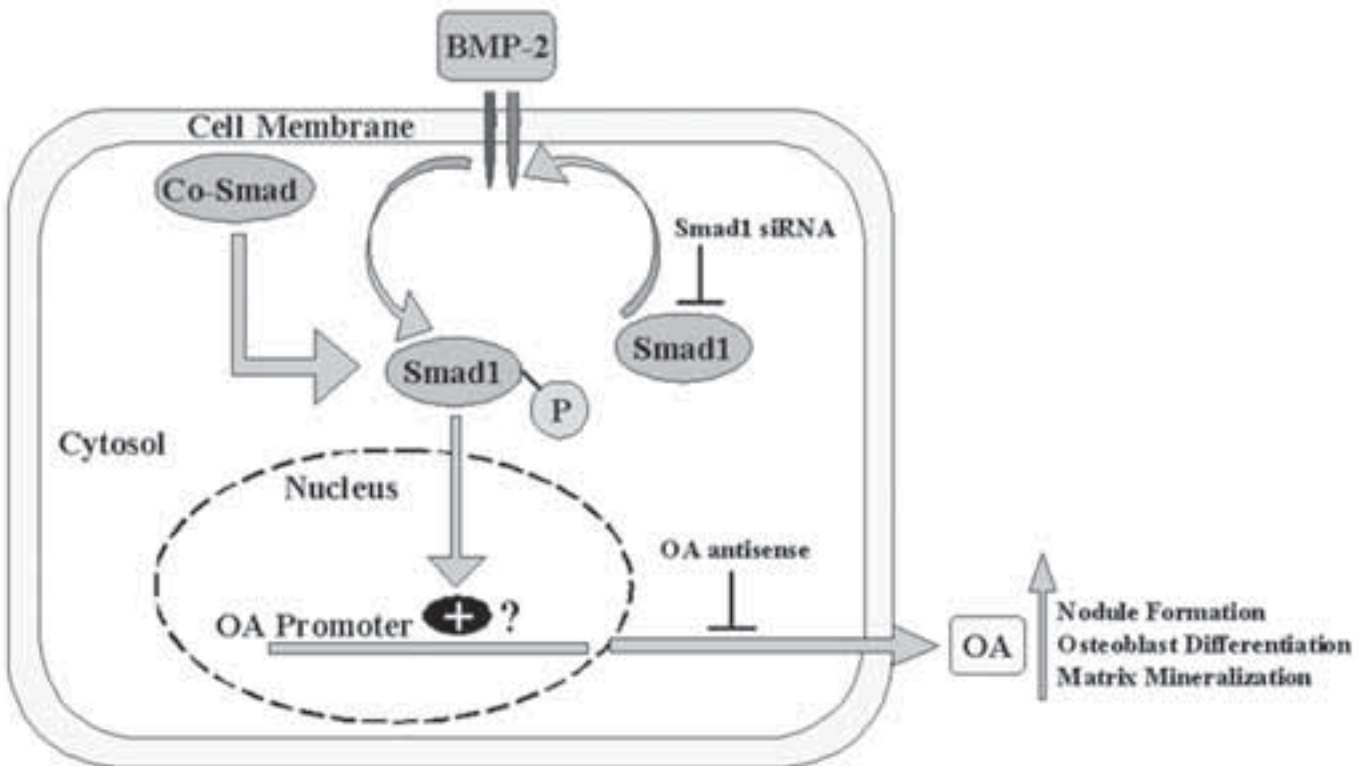 BMP-2
Cell Membrane
Co-Smad
Smad1 siRNA
Smad1
Smad1
P
Cytosol
Nucleus
OA antisense
OA Promoter + ?
OA
Nodule Formation
Osteoblast Differentiation
Matrix Mineralization